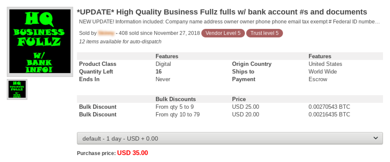 HQ
BUSINESS
FULLZ
W/
BANK
INFO!
*UPDATE* High Quality Business Fullz fulls w/ bank account #s and documents
NEW UPDATE! Information included: Company name address owner owner phone phone email tax exempt # Federal ID numbe...
Sold by - 408 sold since November 27, 2018 Vendor Level 5 Trust level 5
12 items available for auto-dispatch
Features Features
Product Class Digital Origin Country United States
Quantity Left 16 Ships to World Wide
Ends In Never Payment Escrow
Bulk Discounts Price
Bulk Discount From qty 5 to 9 USD 25.00 0.00270543 BTC
Bulk Discount From qty 10 to 79 USD 20.00 0.00216435 BTC
default - 1 day - USD + 0.00
Purchase price: USD 35.00